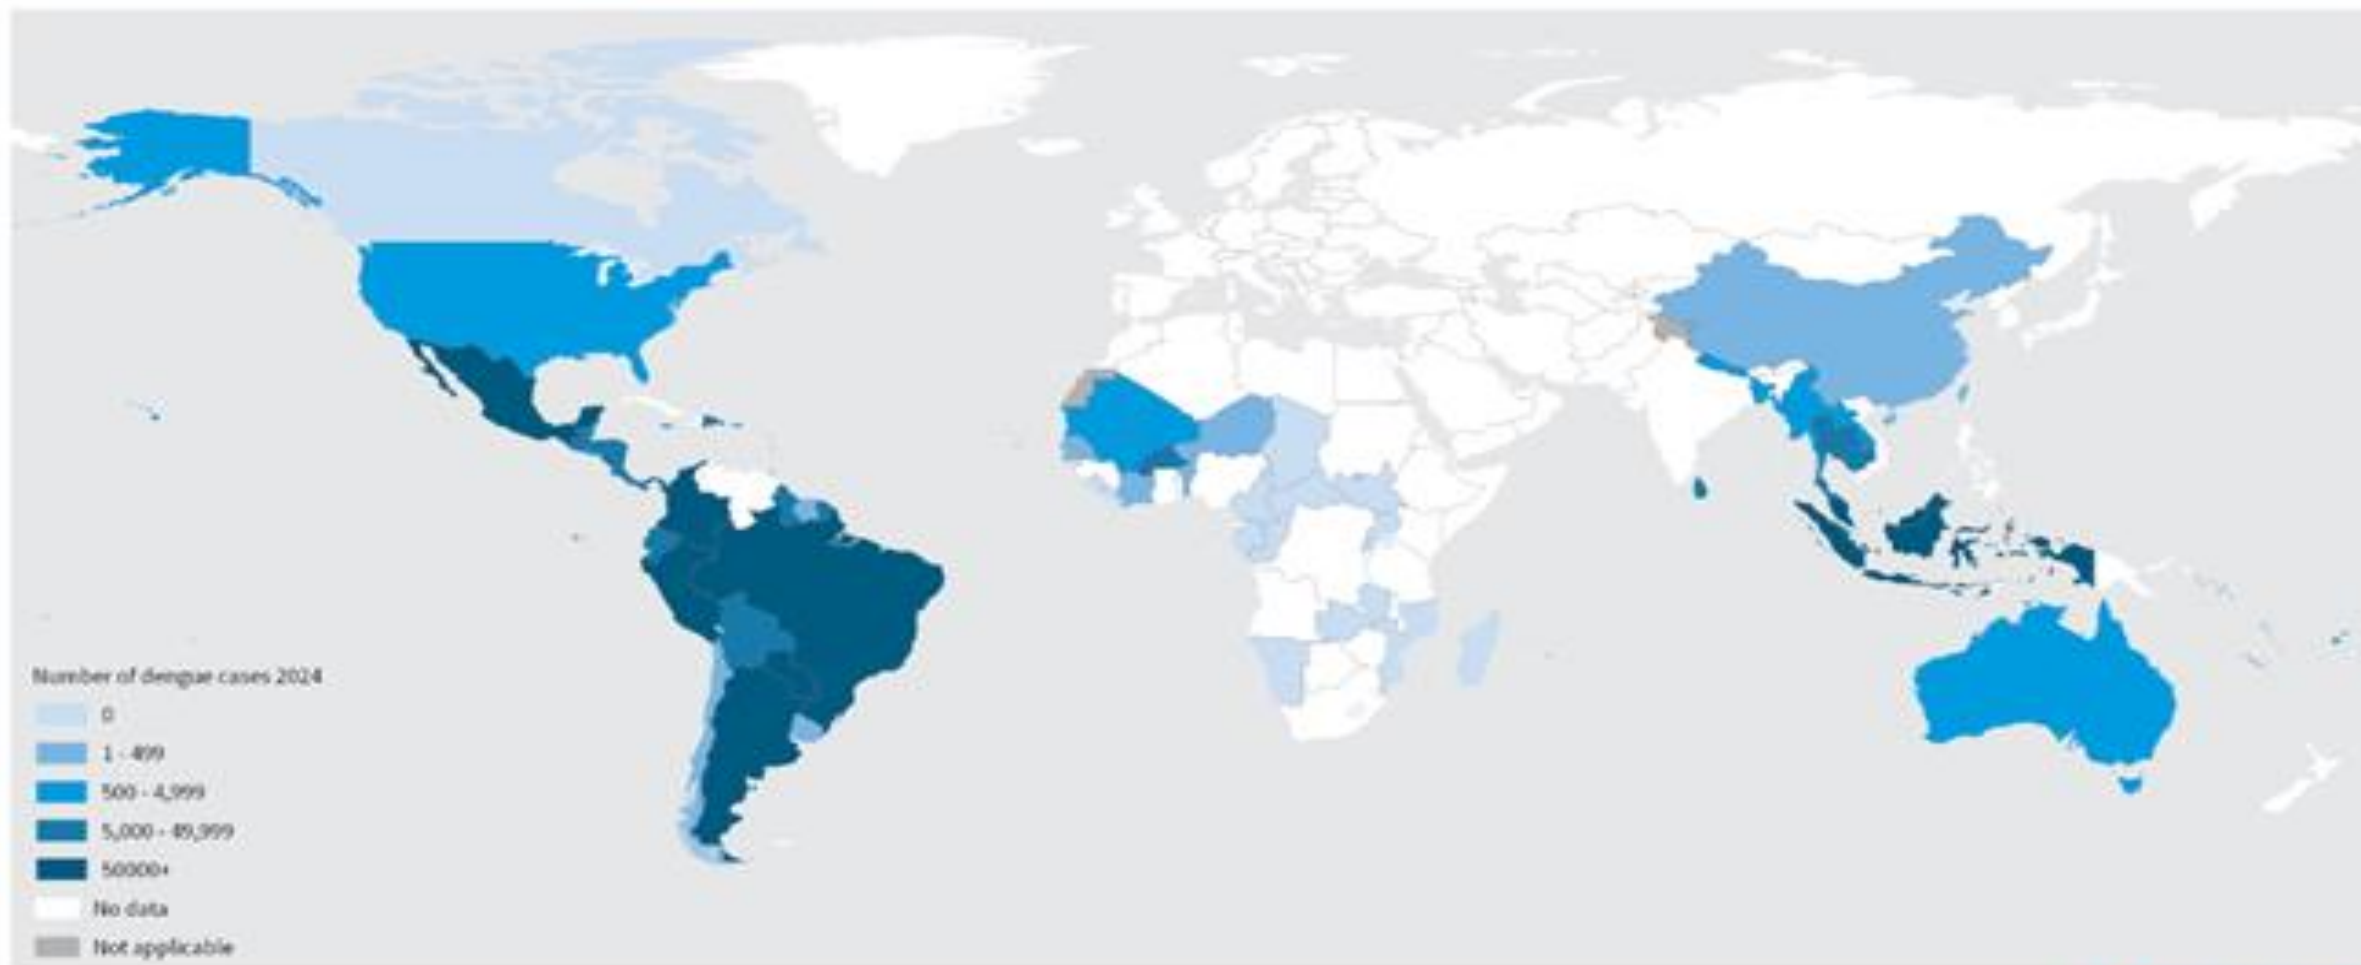 Number of dengue cases 2024
0
1 - 499
500 - 4,999
5,000 - 49,999
50000+
No data
Not applicable